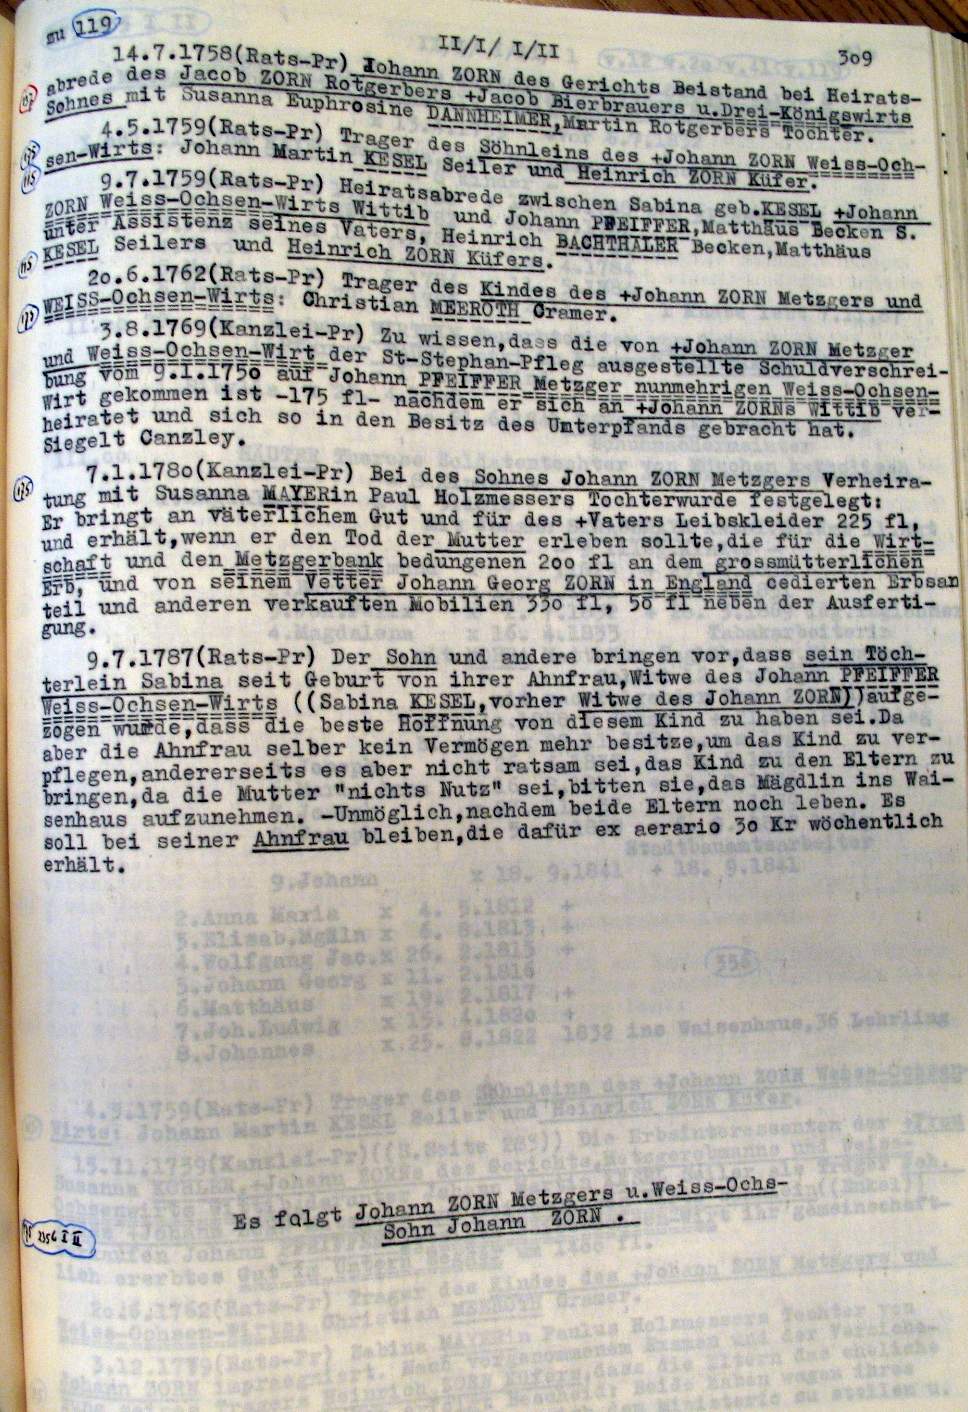 zu 119
II/I/ I/II
309
14.7.1758(Rats-Pr) Johann ZORN des Gerichts Beistand bei Heirats-
abrede des Jacob ZORN Rotgerbers +Jacob Bierbrauers u.Drei-Königswirts
Sohnes mit Susanna Euphrosine DANNHEIMER,Martin Rotgerbers Tochter.
4.5.1759(Rats-Pr) Trager des Söhnleins des +Johann ZORN Weiss-Och-
sen-Wirts: Johann Martin KESEL Seiler und Heinrich ZORN Küfer.
115
9.7.1759(Rats-Pr) Heiratsabrede zwischen Sabina geb.KESEL +Johann
ZORN Weiss-Ochsen-Wirts Wittib und Johann PFEIFFER,Matthäus Becken S.
unter Assistenz seines Vaters, Heinrich BACHTHALER Becken,Matthäus
KESEL Seilers und Heinrich ZORN Küfers.
115
20.6.1762(Rats-Pr) Trager des Kindes des +Johann ZORN Metzgers und
WEISS-Ochsen-Wirts: Christian MEEROTH Cramer.
3.8.1769(Kanzlei-Pr) Zu wissen,dass die von +Johann ZORN Metzger
und Weiss-Ochsen-Wirt der St-Stephan-Pfleg ausgestellte Schuldverschrei-
bung vom 9.I.1750 auf Johann PFEIFFER Metzger nunmehrigen Weiss-Ochsen-
Wirt gekommen ist -175 fl- nachdem er sich an +Johann ZORNs Wittib ver-
heiratet und sich so in den Besitz des Unterpfands gebracht hat.
Siegelt Canzley.
7.1.1780(Kanzlei-Pr) Bei des Sohnes Johann ZORN Metzgers Verheira-
tung mit Susanna MAYERin Paul Holzmessers Tochterwurde festgelegt:
Er bringt an väterlichem Gut und für des +Vaters Leibskleider 225 fl,
und erhält,wenn er den Tod der Mutter erleben sollte,die für die Wirt-
schaft und den Metzgerbank bedungenen 200 fl an dem grossmütterlichen
Erb, und von seinem Vetter Johann Georg ZORN in England cedierten Erbsan
teil und anderen verkauften Mobilien 330 fl, 50 fl neben der Ausferti-
gung.
9.7.1787(Rats-Pr) Der Sohn und andere bringen vor,dass sein Töch-
terlein Sabina seit Geburt von ihrer Ahnfrau,Witwe des Johann PFEIFFER
Weiss-Ochsen-Wirts ((Sabina KESEL,vorher Witwe des Johann ZORN))aufge-
zogen wurde,dass die beste Hoffnung von diesem Kind zu haben sei.Da
aber die Ahnfrau selber kein Vermögen mehr besitze,um das Kind zu ver-
pflegen,andererseits es aber nicht ratsam sei,das Kind zu den Eltern zu
bringen,da die Mutter "nichts Nutz" sei,bitten sie,das Mägdlin ins Wai-
senhaus aufzunehmen. -Unmöglich,nachdem beide Eltern noch leben. Es
soll bei seiner Ahnfrau bleiben,die dafür ex aerario 30 Kr wöchentlich
erhält.
Es folgt Johann ZORN Metzgers u.Weiss-Ochs-
Sohn Johann ZORN .